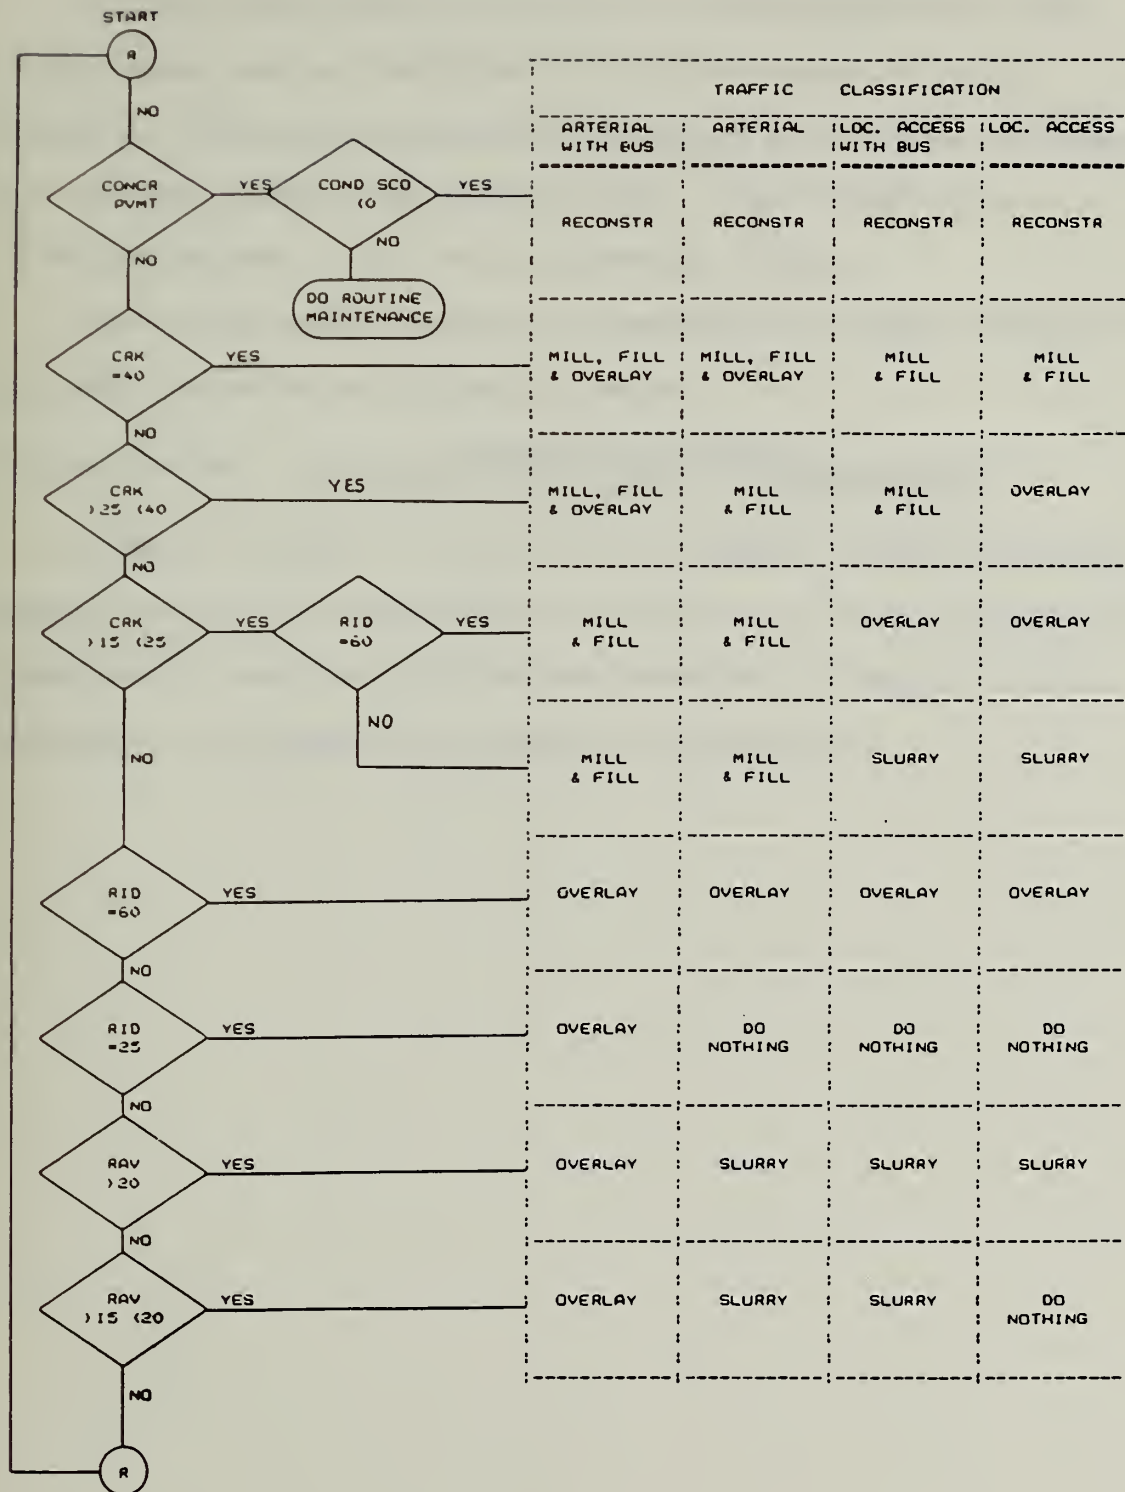 START
R
NO
TRAFFIC CLASSIFICATION
ARTERIAL WITH BUS
ARTERIAL
LOC. ACCESS WITH BUS
LOC. ACCESS
CONCR
PVMT
YES
COND SCO
(0
YES
RECONSTR RECONSTR RECONSTR RECONSTR
NO
NO
DO ROUTINE
MAINTENANCE
CRK
=40
YES
MILL, FILL MILL, FILL MILL MILL
& OVERLAY & OVERLAY & FILL & FILL
NO
CRK
)25 (40
YES
MILL, FILL MILL MILL OVERLAY
& OVERLAY & FILL & FILL
NO
CRK
)15 (25
YES
RID
=60
YES
MILL MILL OVERLAY OVERLAY
& FILL & FILL
NO
NO
MILL MILL SLURRY SLURRY
& FILL & FILL
RID
=60
YES
OVERLAY OVERLAY OVERLAY OVERLAY
NO
RID
=25
YES
OVERLAY DO DO DO
NOTHING NOTHING NOTHING
NO
RAV
)20
YES
OVERLAY SLURRY SLURRY SLURRY
NO
RAV
)15 (20
YES
OVERLAY SLURRY SLURRY DO
NOTHING
NO
R